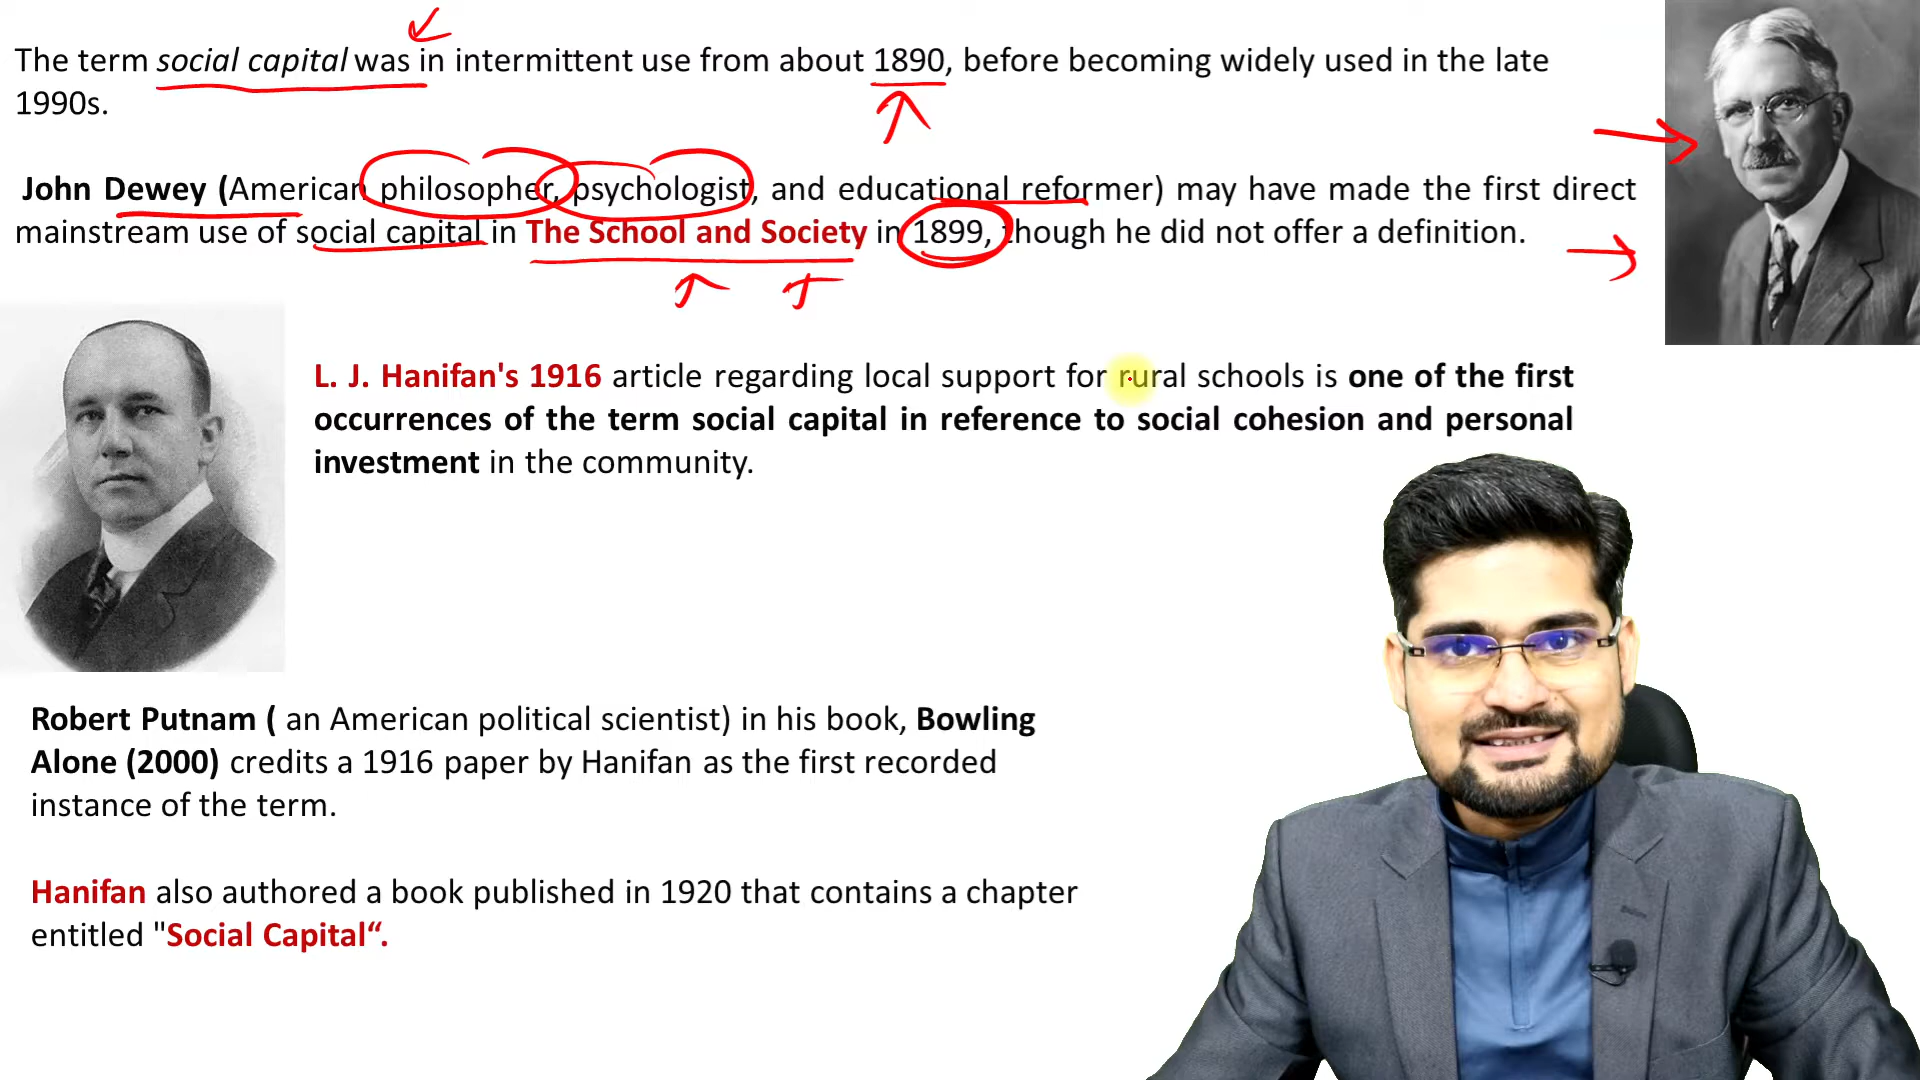 The term social capital was in intermittent use from about 1890, before becoming widely used in the late
1990s.
John Dewey (American philosopher, psychologist, and educational reformer) may have made the first direct
mainstream use of social capital in The School and Society in 1899, though he did not offer a definition.
L. J. Hanifan's 1916 article regarding local support for rural schools is one of the first
occurrences of the term social capital in reference to social cohesion and personal
investment in the community.
Robert Putnam ( an American political scientist) in his book, Bowling
Alone (2000) credits a 1916 paper by Hanifan as the first recorded
instance of the term.
Hanifan also authored a book published in 1920 that contains a chapter
entitled "Social Capital“.